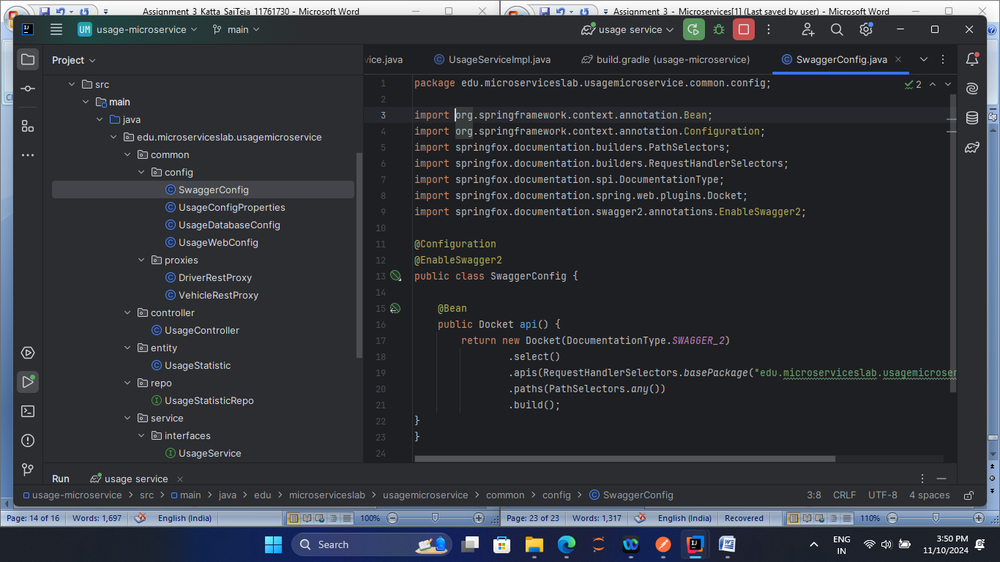 Assignment_3_Katta_SaiTeja_11761730 - Microsoft Word
Assignment_3_-_Microservices[1] (Last saved by user) - Microsoft Word
UM usage-microservice main usage service
Project
src
main
java
edu.microserviceslab.usagemicroservice
common
config
SwaggerConfig
UsageConfigProperties
UsageDatabaseConfig
UsageWebConfig
proxies
DriverRestProxy
VehicleRestProxy
controller
UsageController
entity
UsageStatistic
repo
UsageStatisticRepo
service
interfaces
UsageService
vice.java UsageServiceImpl.java build.gradle (usage-microservice) SwaggerConfig.java
2
1 package edu.microserviceslab.usagemicroservice.common.config;
2
3 import org.springframework.context.annotation.Bean;
4 import org.springframework.context.annotation.Configuration;
5 import springfox.documentation.builders.PathSelectors;
6 import springfox.documentation.builders.RequestHandlerSelectors;
7 import springfox.documentation.spi.DocumentationType;
8 import springfox.documentation.spring.web.plugins.Docket;
9 import springfox.documentation.swagger2.annotations.EnableSwagger2;
10
11 @Configuration
12 @EnableSwagger2
13 public class SwaggerConfig {
14
15 @Bean
16 public Docket api() {
17 return new Docket(DocumentationType.SWAGGER_2)
18 .select()
19 .apis(RequestHandlerSelectors.basePackage("edu.microserviceslab.usagemicroser
20 .paths(PathSelectors.any())
21 .build();
22 }
23 }
24
Run usage service
usage-microservice > src > main > java > edu > microserviceslab > usagemicroservice > common > config > SwaggerConfig
3:8 CRLF UTF-8 4 spaces
Page: 14 of 16 Words: 1,697 English (India) 100%
Page: 23 of 23 Words: 1,317 English (India) Recovered 110%
Search
ENG
IN
3:50 PM
11/10/2024